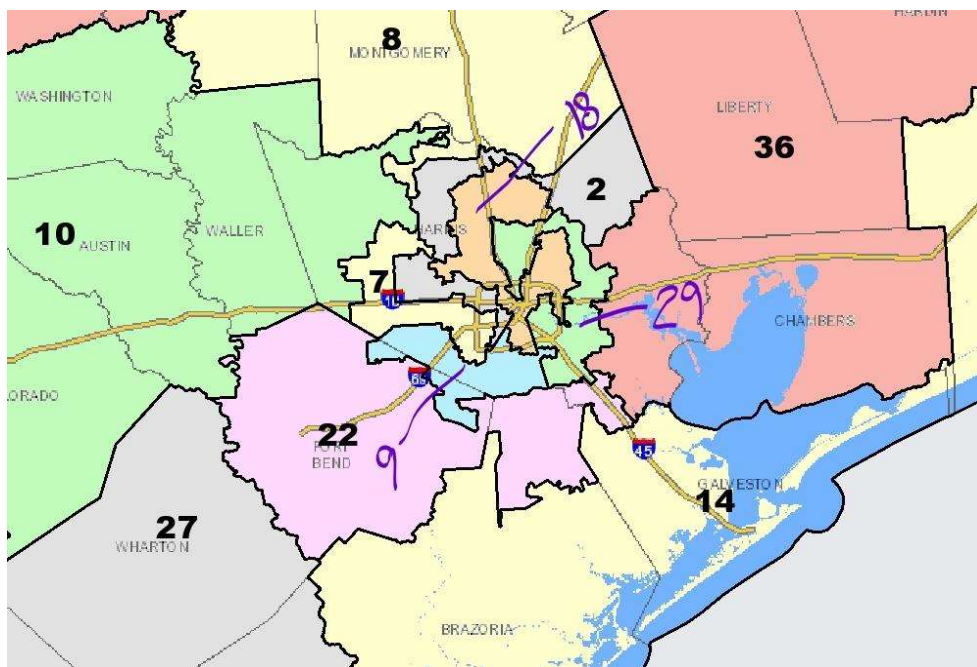 HARDIN
8
MONTGOMERY
WASHINGTON
18
LIBERTY
36
2
10
AUSTIN
WALLER
HARRIS
7
10
29
CHAMBERS
ORADO
69
22
FORT
BEND
9
45
GALVESTON
14
27
WHARTON
BRAZORIA